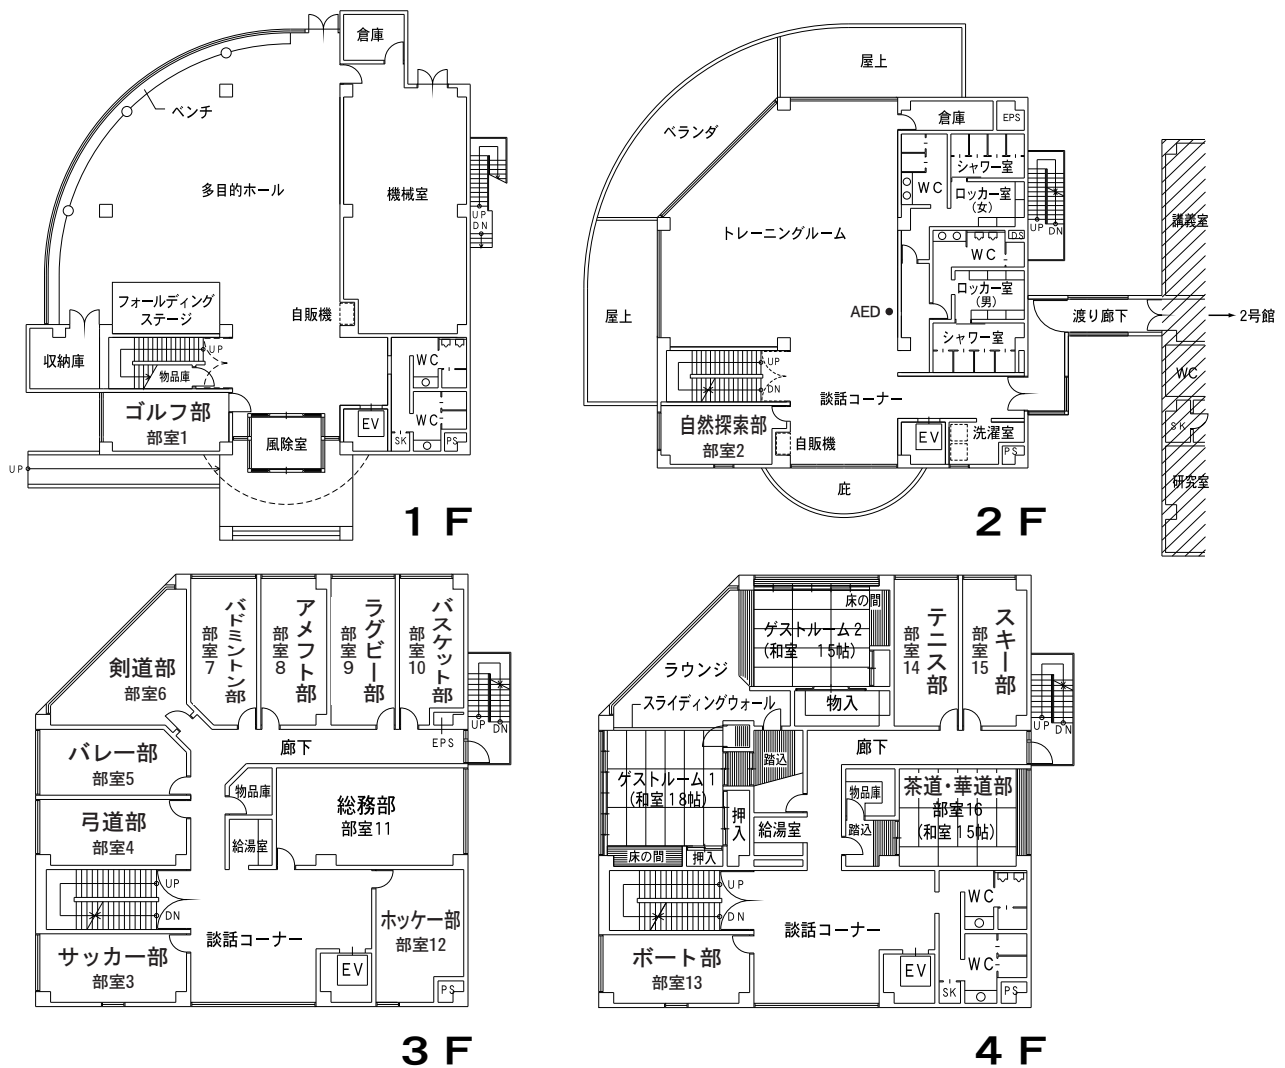 倉庫
ベンチ
多目的ホール
機械室
UP
DN
フォールディング
ステージ
自販機
収納庫
UP
物品庫
WC
ゴルフ部
部室1
風除室
EV
WC
SK
PS
UP
1F
屋上
ベランダ
倉庫
EPS
シャワー室
WC
ロッカー室
(女)
UP
DN
DS
トレーニングルーム
WC
講義室
屋上
AED
ロッカー室
(男)
渡り廊下
2号館
シャワー室
UP
DN
WC
談話コーナー
自然探索部
部室2
自販機
EV
洗濯室
PS
SK
研究室
庇
2F
剣道部
部室6
バドミントン部
部室7
アメフト部
部室8
ラグビー部
部室9
バスケット部
部室10
UP
DN
EPS
廊下
バレー部
部室5
物品庫
総務部
部室11
弓道部
部室4
給湯室
UP
DN
談話コーナー
ホッケー部
部室12
サッカー部
部室3
EV
PS
3F
床の間
ゲストルーム2
(和室 15帖)
ラウンジ
スライディングウォール
物入
テニス部
部室14
スキー部
部室15
UP
DN
廊下
踏込
ゲストルーム1
(和室18帖)
物品庫
茶道・華道部
部室16
(和室15帖)
押入
給湯室
踏込
床の間
押入
UP
DN
WC
談話コーナー
ボート部
部室13
EV
WC
SK
PS
4F